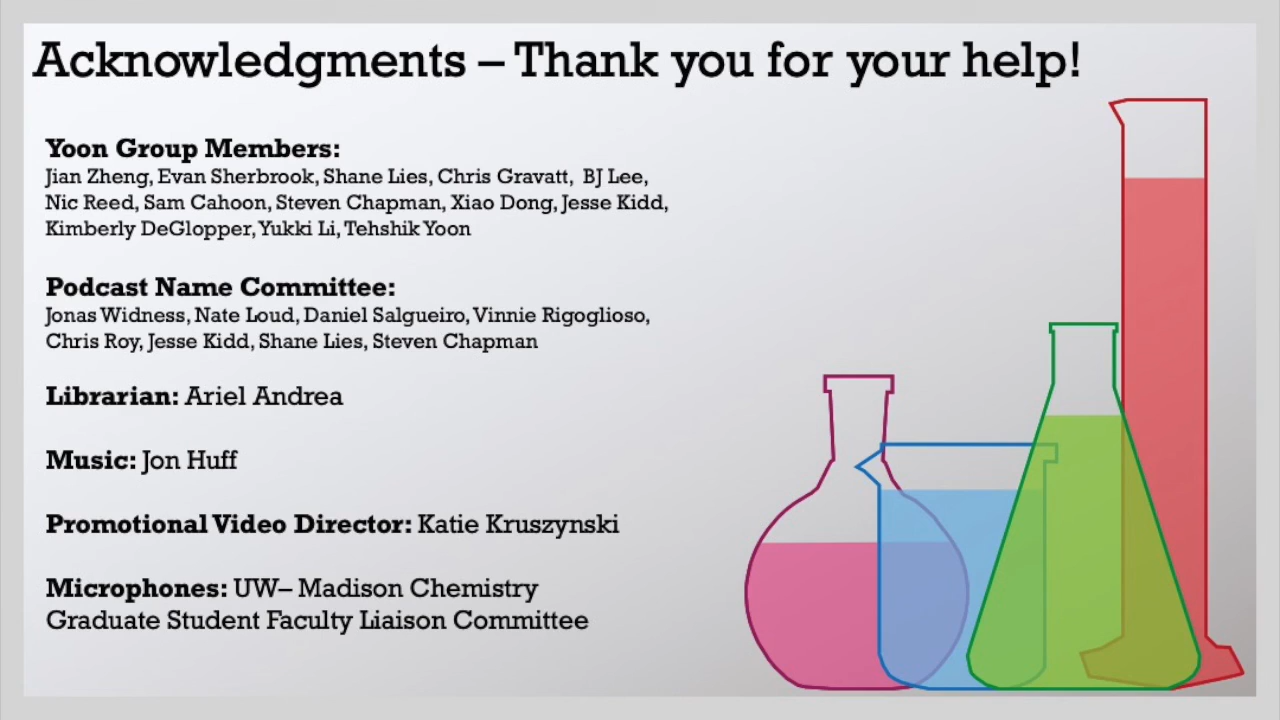 Acknowledgments – Thank you for your help!
Yoon Group Members:
Jian Zheng, Evan Sherbrook, Shane Lies, Chris Gravatt, BJ Lee,
Nic Reed, Sam Cahoon, Steven Chapman, Xiao Dong, Jesse Kidd,
Kimberly DeGlopper, Yukki Li, Tehshik Yoon
Podcast Name Committee:
Jonas Widness, Nate Loud, Daniel Salgueiro, Vinnie Rigoglioso,
Chris Roy, Jesse Kidd, Shane Lies, Steven Chapman
Librarian: Ariel Andrea
Music: Jon Huff
Promotional Video Director: Katie Kruszynski
Microphones: UW– Madison Chemistry
Graduate Student Faculty Liaison Committee